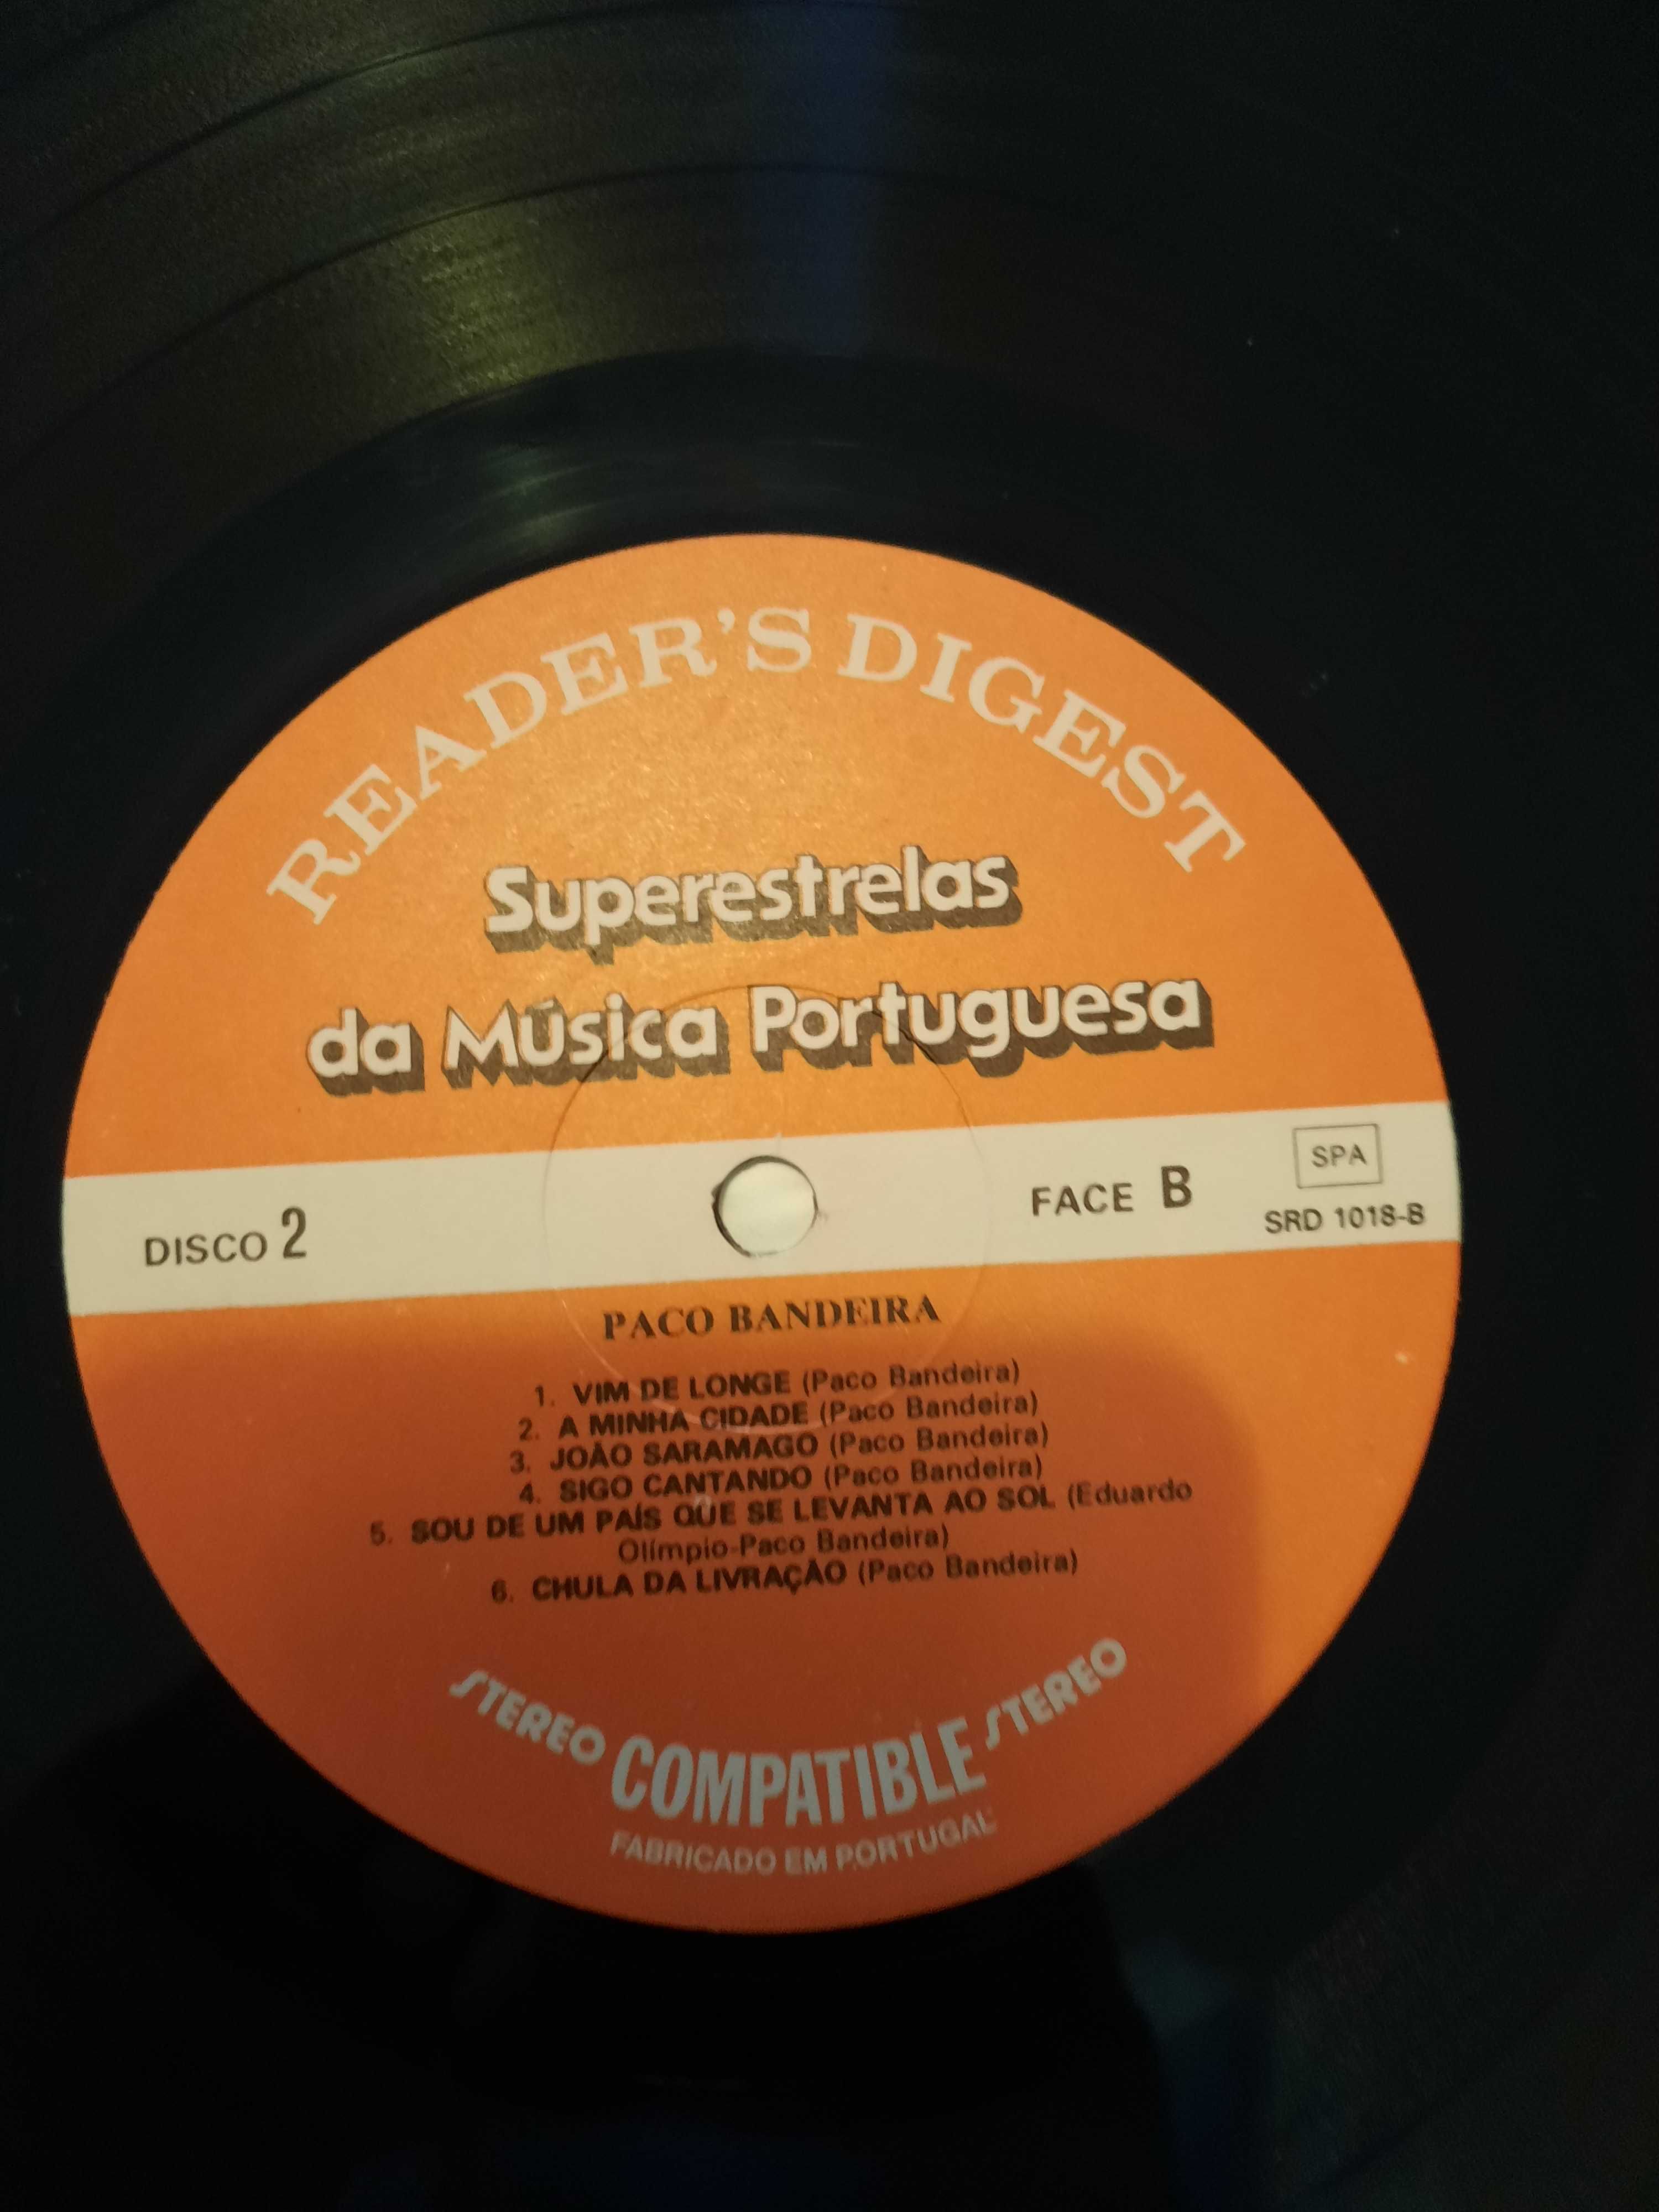 READER'S DIGEST
Superestrelas
da Música Portuguesa
DISCO 2
FACE B
SPA
SRD 1018-B
PACO BANDEIRA
1. VIM DE LONGE (Paco Bandeira)
2. A MINHA CIDADE (Paco Bandeira)
3. JOÃO SARAMAGO (Paco Bandeira)
4. SIGO CANTANDO (Paco Bandeira)
5. SOU DE UM PAÍS QUE SE LEVANTA AO SOL (Eduardo
Olímpio-Paco Bandeira)
6. CHULA DA LIVRAÇÃO (Paco Bandeira)
STEREO COMPATIBLE STEREO
FABRICADO EM PORTUGAL